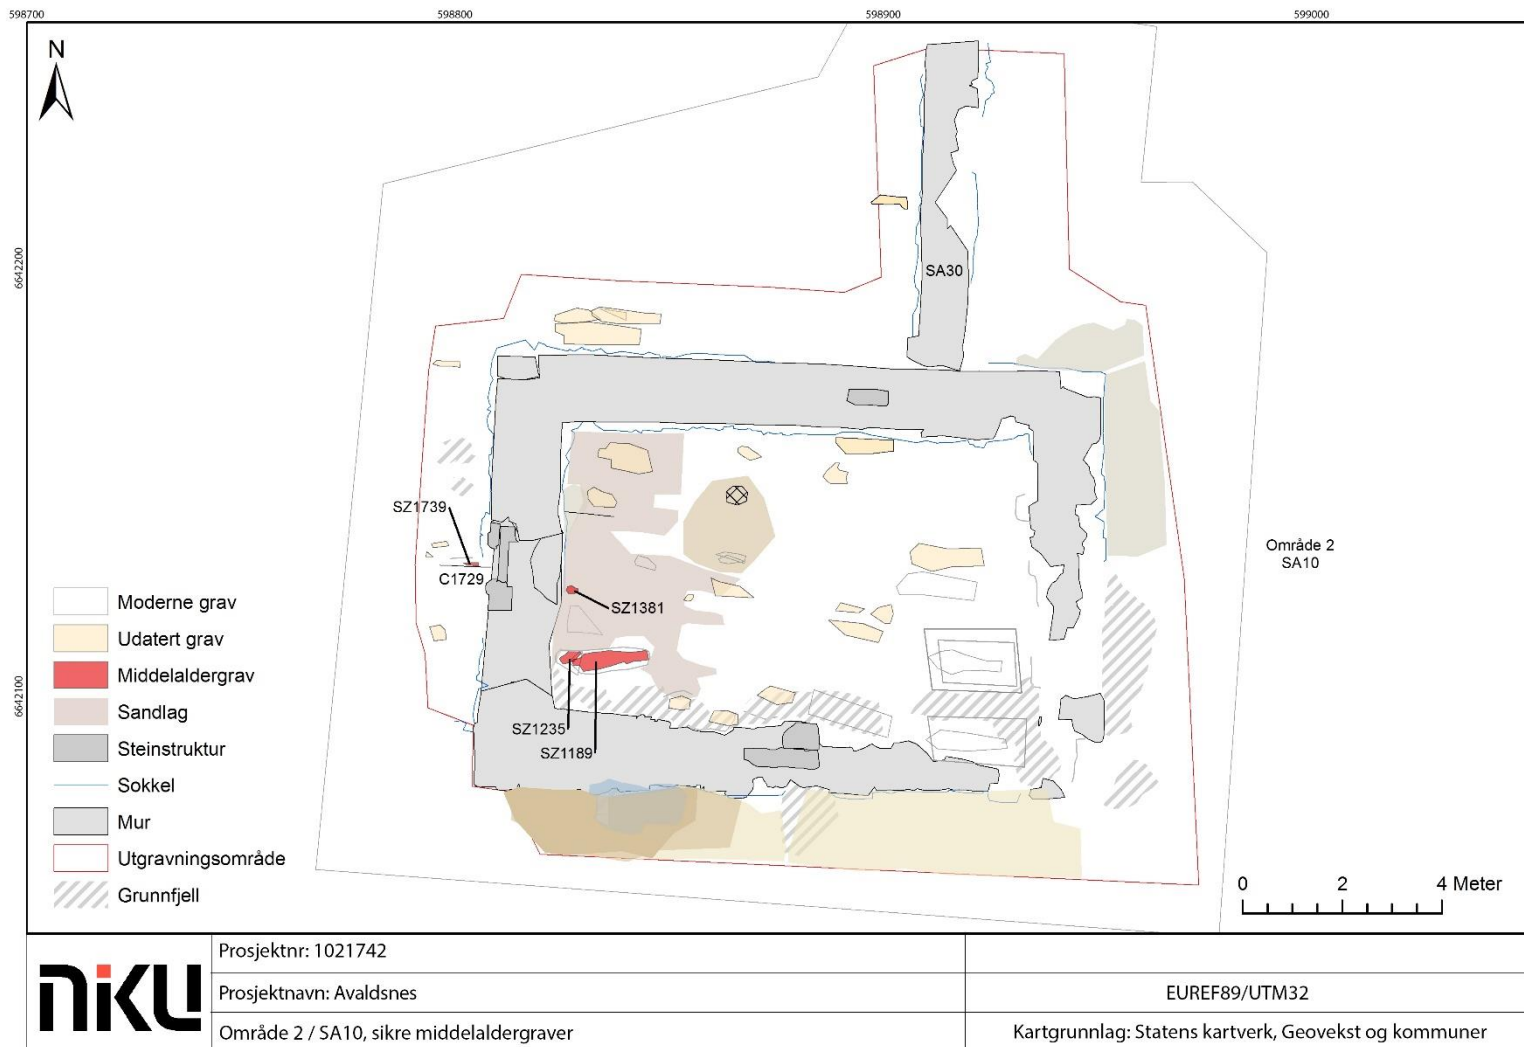 598700
598800
598900
599000
N
6642200
6642100
SA30
SZ1739
C1729
SZ1381
SZ1235
SZ1189
Område 2
SA10
Moderne grav
Udatert grav
Middelaldergrav
Sandlag
Steinstruktur
Sokkel
Mur
Utgravningsområde
Grunnfjell
0 2 4 Meter
NIKU
Prosjektnr: 1021742
Prosjektnavn: Avaldsnes
EUREF89/UTM32
Område 2 / SA10, sikre middelaldergraver
Kartgrunnlag: Statens kartverk, Geovekst og kommuner